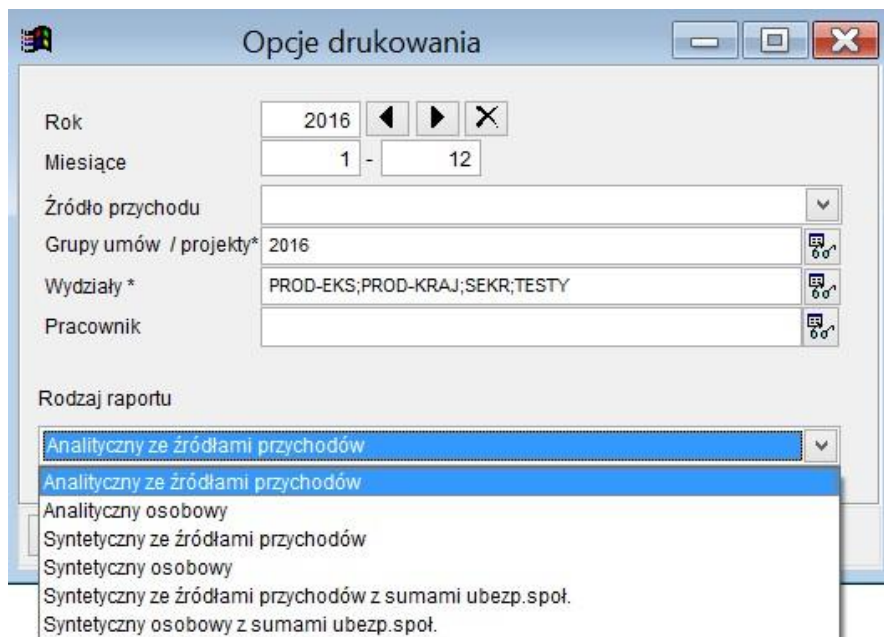 Opcje drukowania
Rok 2016
Miesiące 1 - 12
Źródło przychodu
Grupy umów / projekty* 2016
Wydziały * PROD-EKS;PROD-KRAJ;SEKR;TESTY
Pracownik
Rodzaj raportu
Analityczny ze źródłami przychodów
Analityczny ze źródłami przychodów
Analityczny osobowy
Syntetyczny ze źródłami przychodów
Syntetyczny osobowy
Syntetyczny ze źródłami przychodów z sumami ubezp.społ.
Syntetyczny osobowy z sumami ubezp.społ.